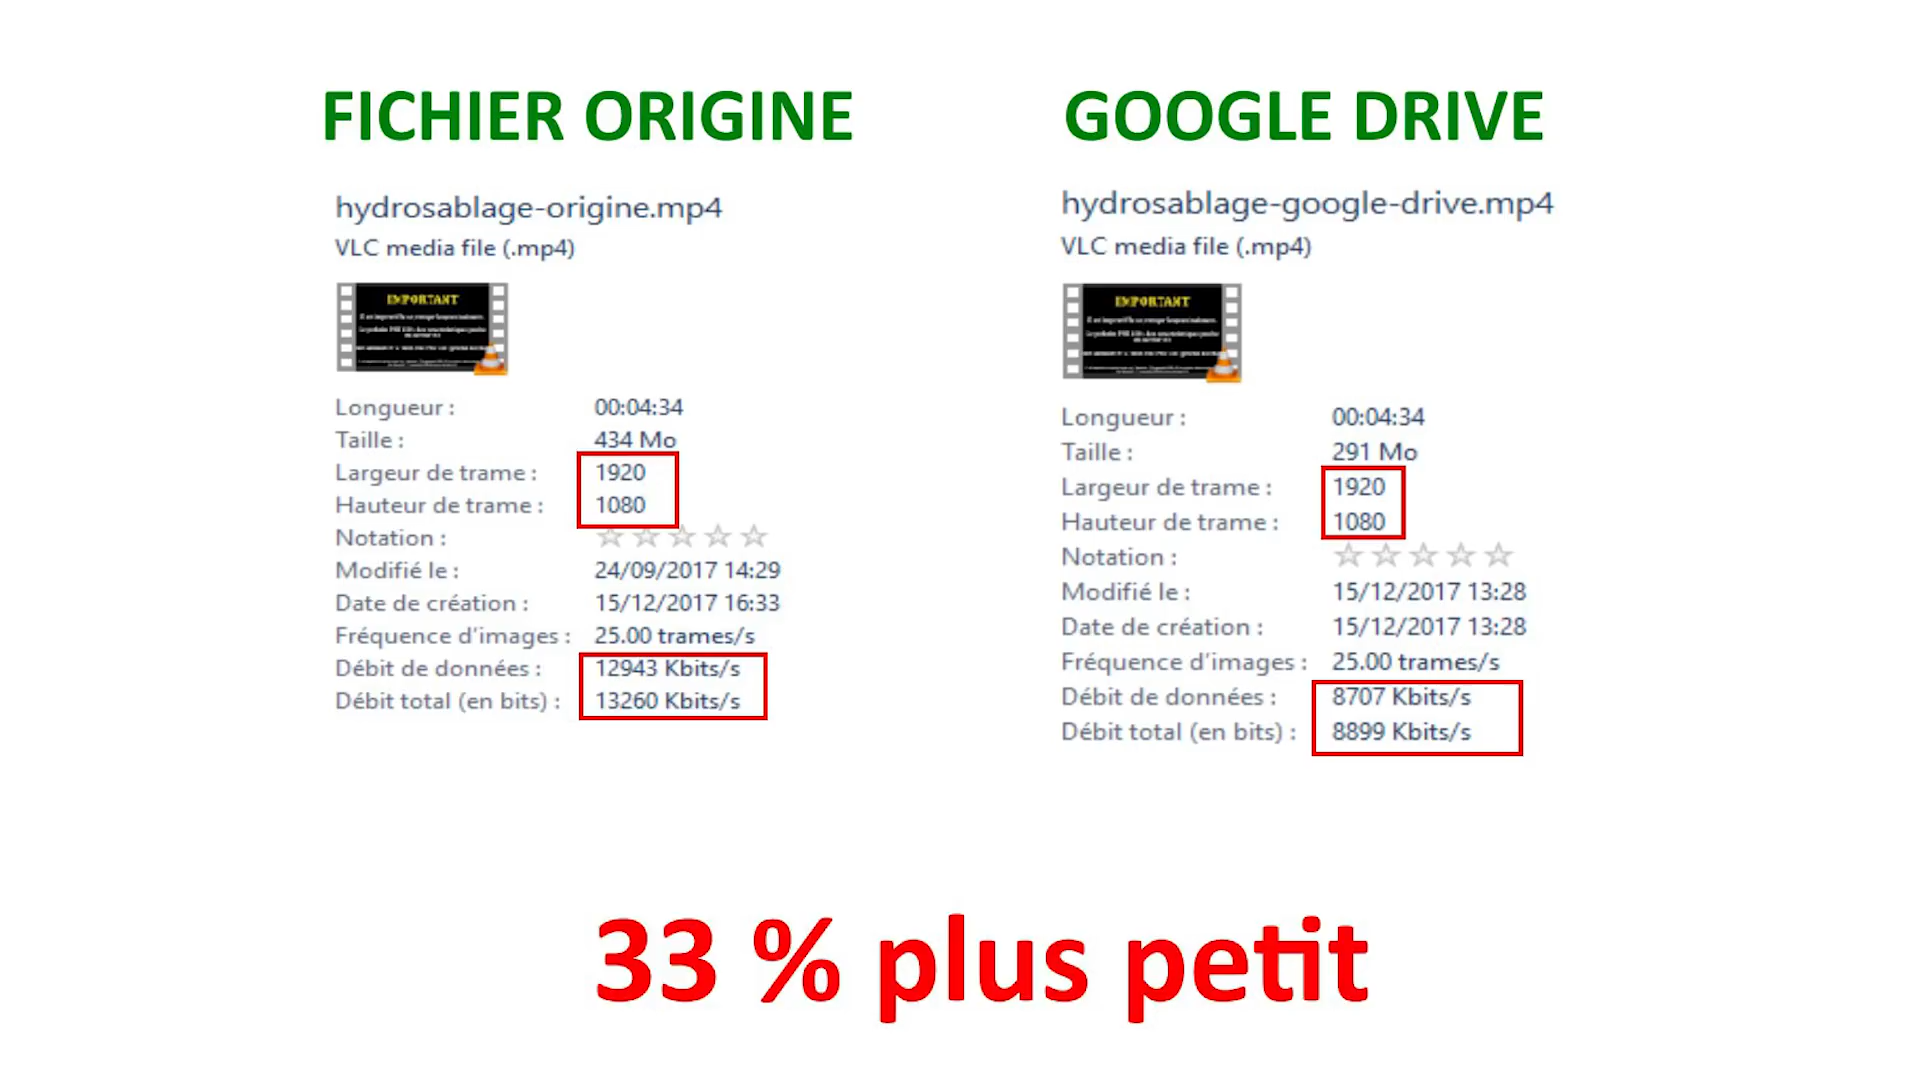 FICHIER ORIGINE
hydrosablage-origine.mp4
VLC media file (.mp4)
IMPORTANT
Longueur : 00:04:34
Taille : 434 Mo
Largeur de trame : 1920
Hauteur de trame : 1080
Notation :
Modifié le : 24/09/2017 14:29
Date de création : 15/12/2017 16:33
Fréquence d'images : 25.00 trames/s
Débit de données : 12943 Kbits/s
Débit total (en bits) : 13260 Kbits/s
GOOGLE DRIVE
hydrosablage-google-drive.mp4
VLC media file (.mp4)
IMPORTANT
Longueur : 00:04:34
Taille : 291 Mo
Largeur de trame : 1920
Hauteur de trame : 1080
Notation :
Modifié le : 15/12/2017 13:28
Date de création : 15/12/2017 13:28
Fréquence d'images : 25.00 trames/s
Débit de données : 8707 Kbits/s
Débit total (en bits) : 8899 Kbits/s
33 % plus petit